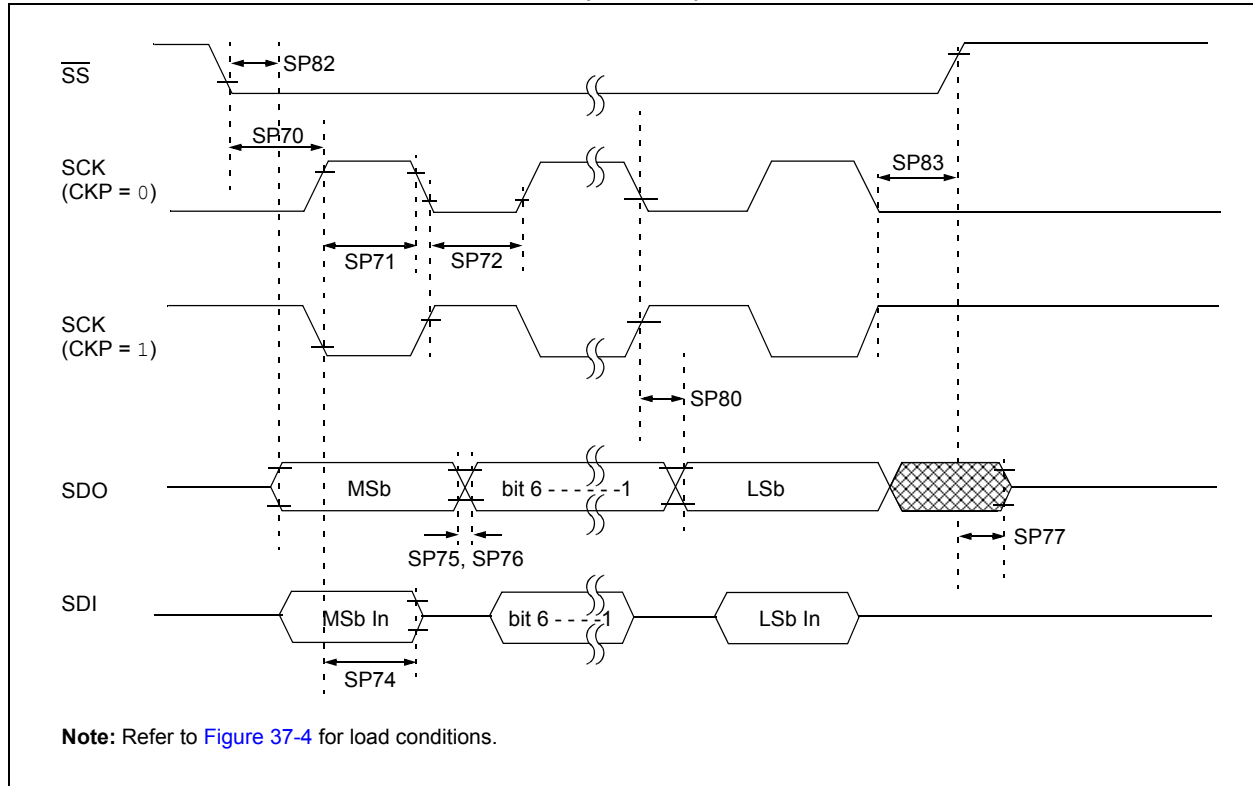 SS
SP82
SP70
SCK
(CKP = 0)
SP83
SP71
SP72
SCK
(CKP = 1)
SP80
SDO
MSb
bit 6 - - - - - -1
LSb
SP75, SP76
SP77
SDI
MSb In
bit 6 - - - -1
LSb In
SP74
Note: Refer to Figure 37-4 for load conditions.